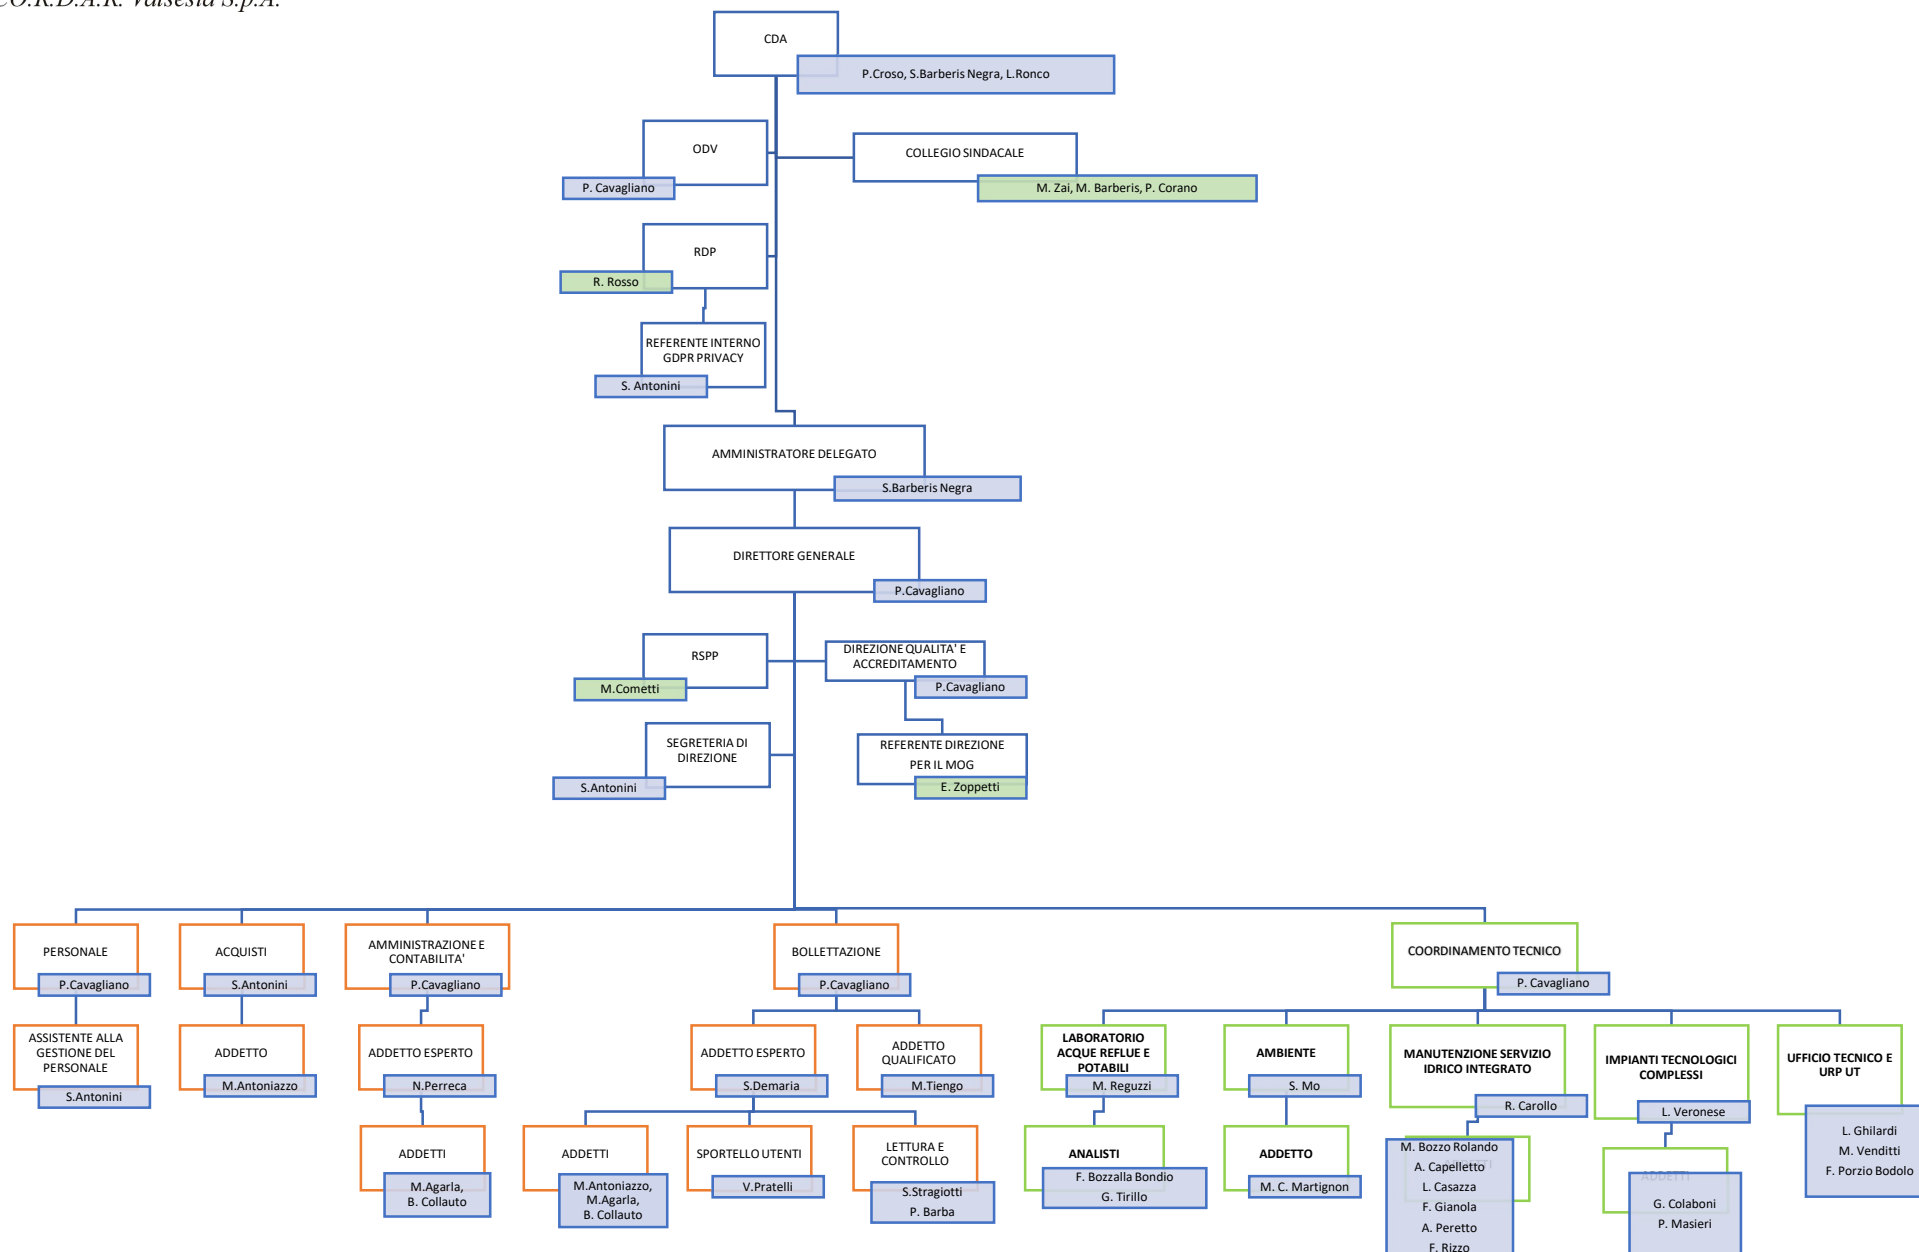 CO.R.D.A.R. Valsesia S.p.A.
CDA
P.Croso, S.Barberis Negra, L.Ronco
ODV
P. Cavagliano
COLLEGIO SINDACALE
M. Zai, M. Barberis, P. Corano
RDP
R. Rosso
REFERENTE INTERNO
GDPR PRIVACY
S. Antonini
AMMINISTRATORE DELEGATO
S.Barberis Negra
DIRETTORE GENERALE
P.Cavagliano
RSPP
M.Cometti
DIREZIONE QUALITA' E
ACCREDITAMENTO
P.Cavagliano
SEGRETERIA DI
DIREZIONE
S.Antonini
REFERENTE DIREZIONE
PER IL MOG
E. Zoppetti
PERSONALE
P.Cavagliano
ACQUISTI
S.Antonini
AMMINISTRAZIONE E
CONTABILITA'
P.Cavagliano
BOLLETTAZIONE
P.Cavagliano
COORDINAMENTO TECNICO
P. Cavagliano
ASSISTENTE ALLA
GESTIONE DEL
PERSONALE
S.Antonini
ADDETTO
M.Antoniazzo
ADDETTO ESPERTO
N.Perreca
ADDETTO ESPERTO
S.Demaria
ADDETTO
QUALIFICATO
M.Tiengo
LABORATORIO
ACQUE REFLUE E
POTABILI
M. Reguzzi
AMBIENTE
S. Mo
MANUTENZIONE SERVIZIO
IDRICO INTEGRATO
R. Carollo
IMPIANTI TECNOLOGICI
COMPLESSI
L. Veronese
UFFICIO TECNICO E
URP UT
L. Ghilardi
M. Venditti
F. Porzio Bodolo
ADDETTI
M.Agarla,
B. Collauto
ADDETTI
M.Antoniazzo,
M.Agarla,
B. Collauto
SPORTELLO UTENTI
V.Pratelli
LETTURA E
CONTROLLO
S.Stragiotti
P. Barba
ANALISTI
F. Bozzalla Bondio
G. Tirillo
ADDETTO
M. C. Martignon
M. Bozzo Rolando
A. Capelletto
L. Casazza
F. Gianola
A. Peretto
F. Rizzo
ADDETTI
G. Colaboni
P. Masieri